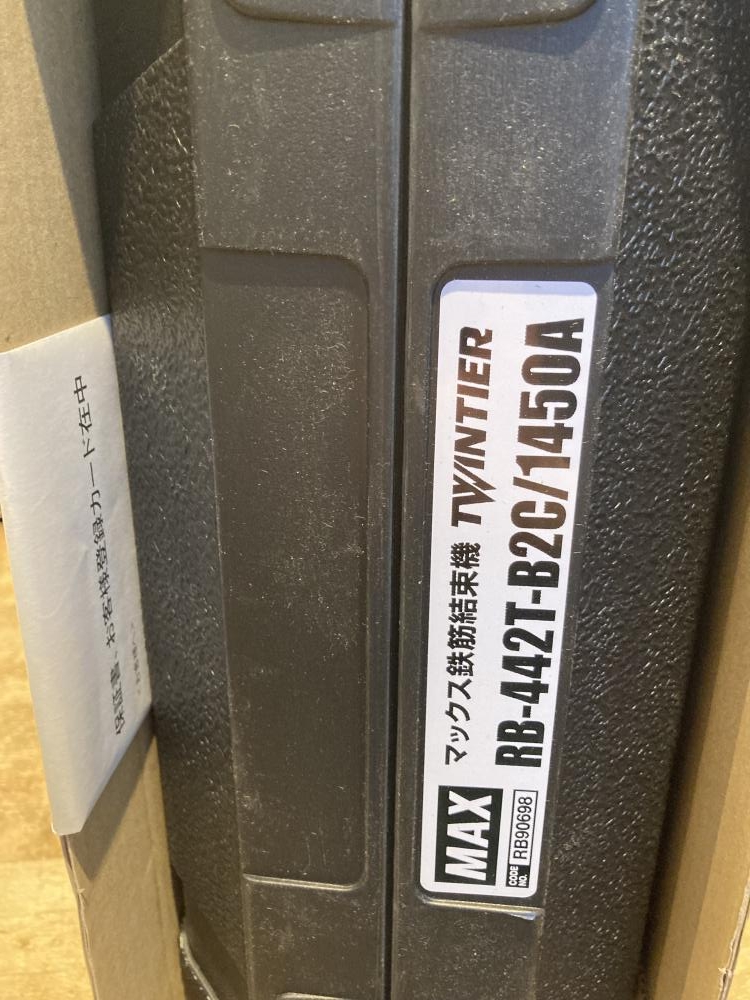 保証書、お客様登録カード在中
MAX
マックス鉄筋結束機 TWINTIER
RB-442T-B2C/1450A
CODE NO. RB90698